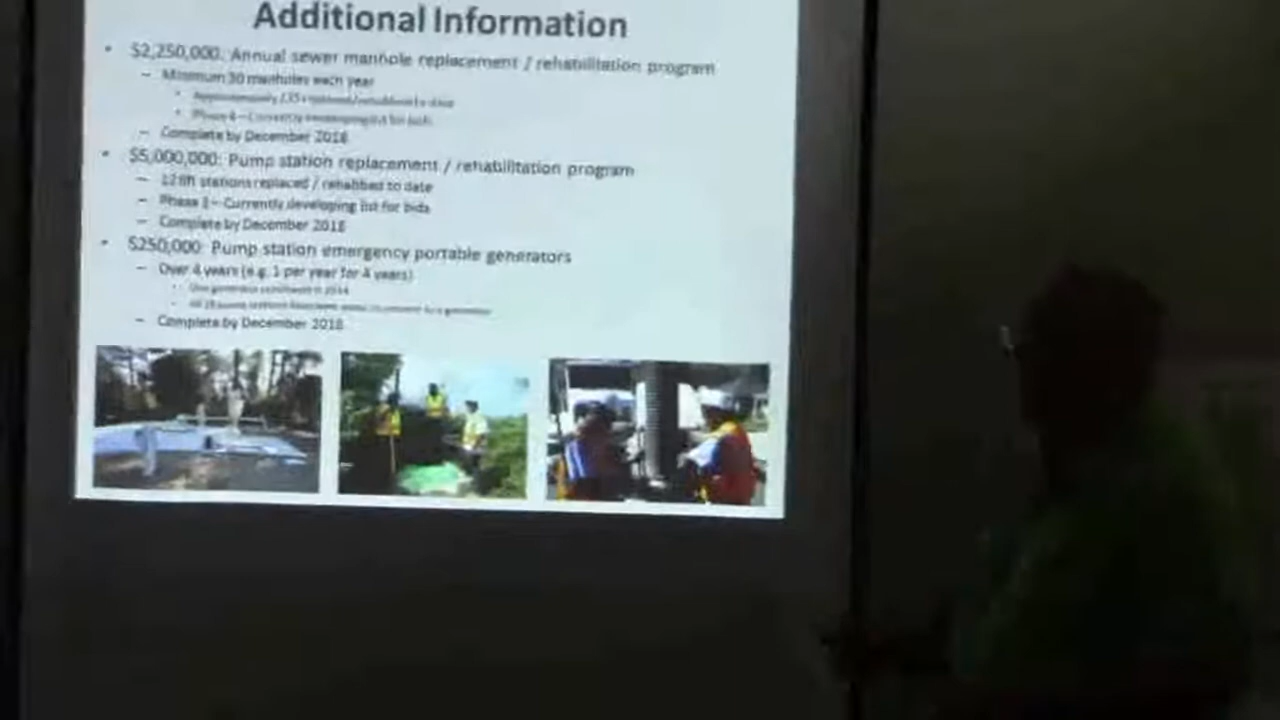 Additional Information
• $2,250,000: Annual sewer manhole replacement / rehabilitation program
– Minimum 30 manholes each year
– Complete by December 2018
• $5,000,000: Pump station replacement / rehabilitation program
– stations replaced / rehabbed to date
– Phase – Currently developing list for bids
– Complete by December 2018
• $250,000: Pump station emergency portable generators
– Over 4 years (e.g. 1 per year for 4 years)
– Complete by December 2018